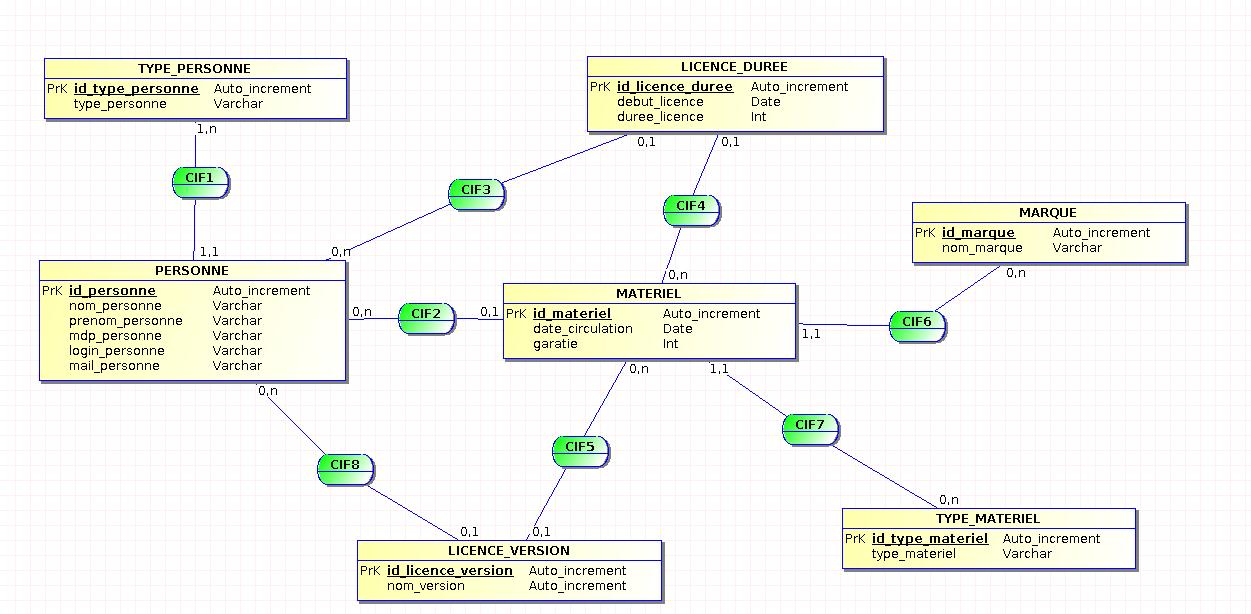 TYPE_PERSONNE
PrK id_type_personne Auto_increment
type_personne Varchar
1,n
CIF1
1,1
LICENCE_DUREE
PrK id_licence_duree Auto_increment
debut_licence Date
duree_licence Int
0,1
0,1
CIF3
CIF4
0,n
0,n
MARQUE
PrK id_marque Auto_increment
nom_marque Varchar
0,n
CIF6
1,1
PERSONNE
PrK id_personne Auto_increment
nom_personne Varchar
prenom_personne Varchar
mdp_personne Varchar
login_personne Varchar
mail_personne Varchar
0,n
CIF2
0,1
MATERIEL
PrK id_materiel Auto_increment
date_circulation Date
garatie Int
0,n
1,1
0,n
CIF8
CIF5
CIF7
0,1
0,1
0,n
LICENCE_VERSION
PrK id_licence_version Auto_increment
nom_version Auto_increment
TYPE_MATERIEL
PrK id_type_materiel Auto_increment
type_materiel Varchar